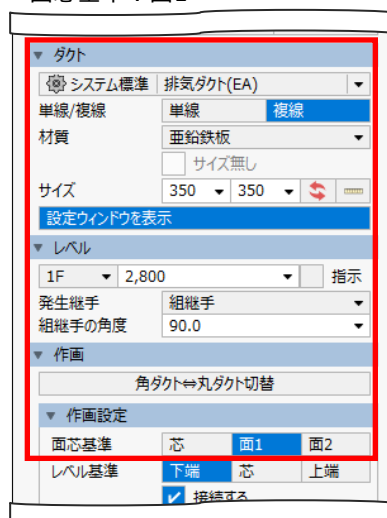 ダクト
システム標準 排気ダクト(EA)
単線/複線 単線 複線
材質 亜鉛鉄板
サイズ無し
サイズ 350 350
設定ウィンドウを表示
レベル
1F 2,800 指示
発生継手 組継手
組継手の角度 90.0
作画
角ダクト⇔丸ダクト切替
作画設定
面芯基準 芯 面1 面2
レベル基準 下端 芯 上端
接続する